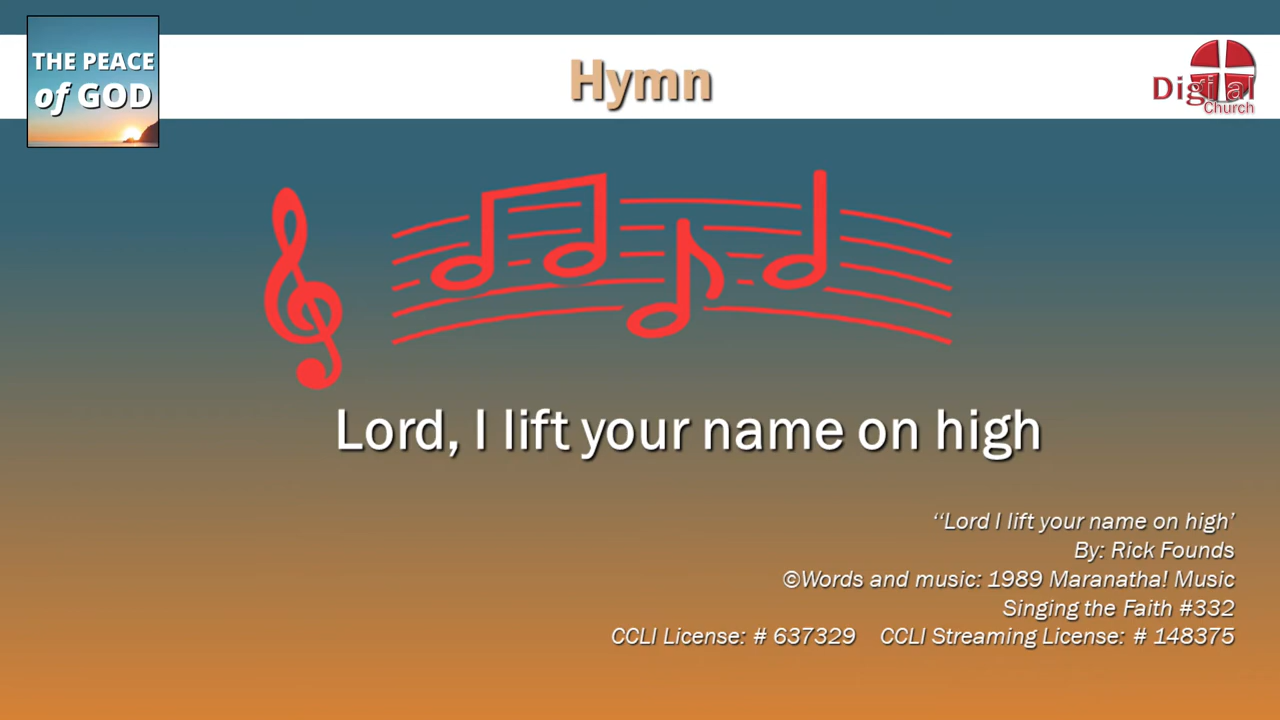 THE PEACE
of GOD
Hymn
Digital
Church
Lord, I lift your name on high
‘‘Lord I lift your name on high’
By: Rick Founds
©Words and music: 1989 Maranatha! Music
Singing the Faith #332
CCLI License: # 637329 CCLI Streaming License: # 148375